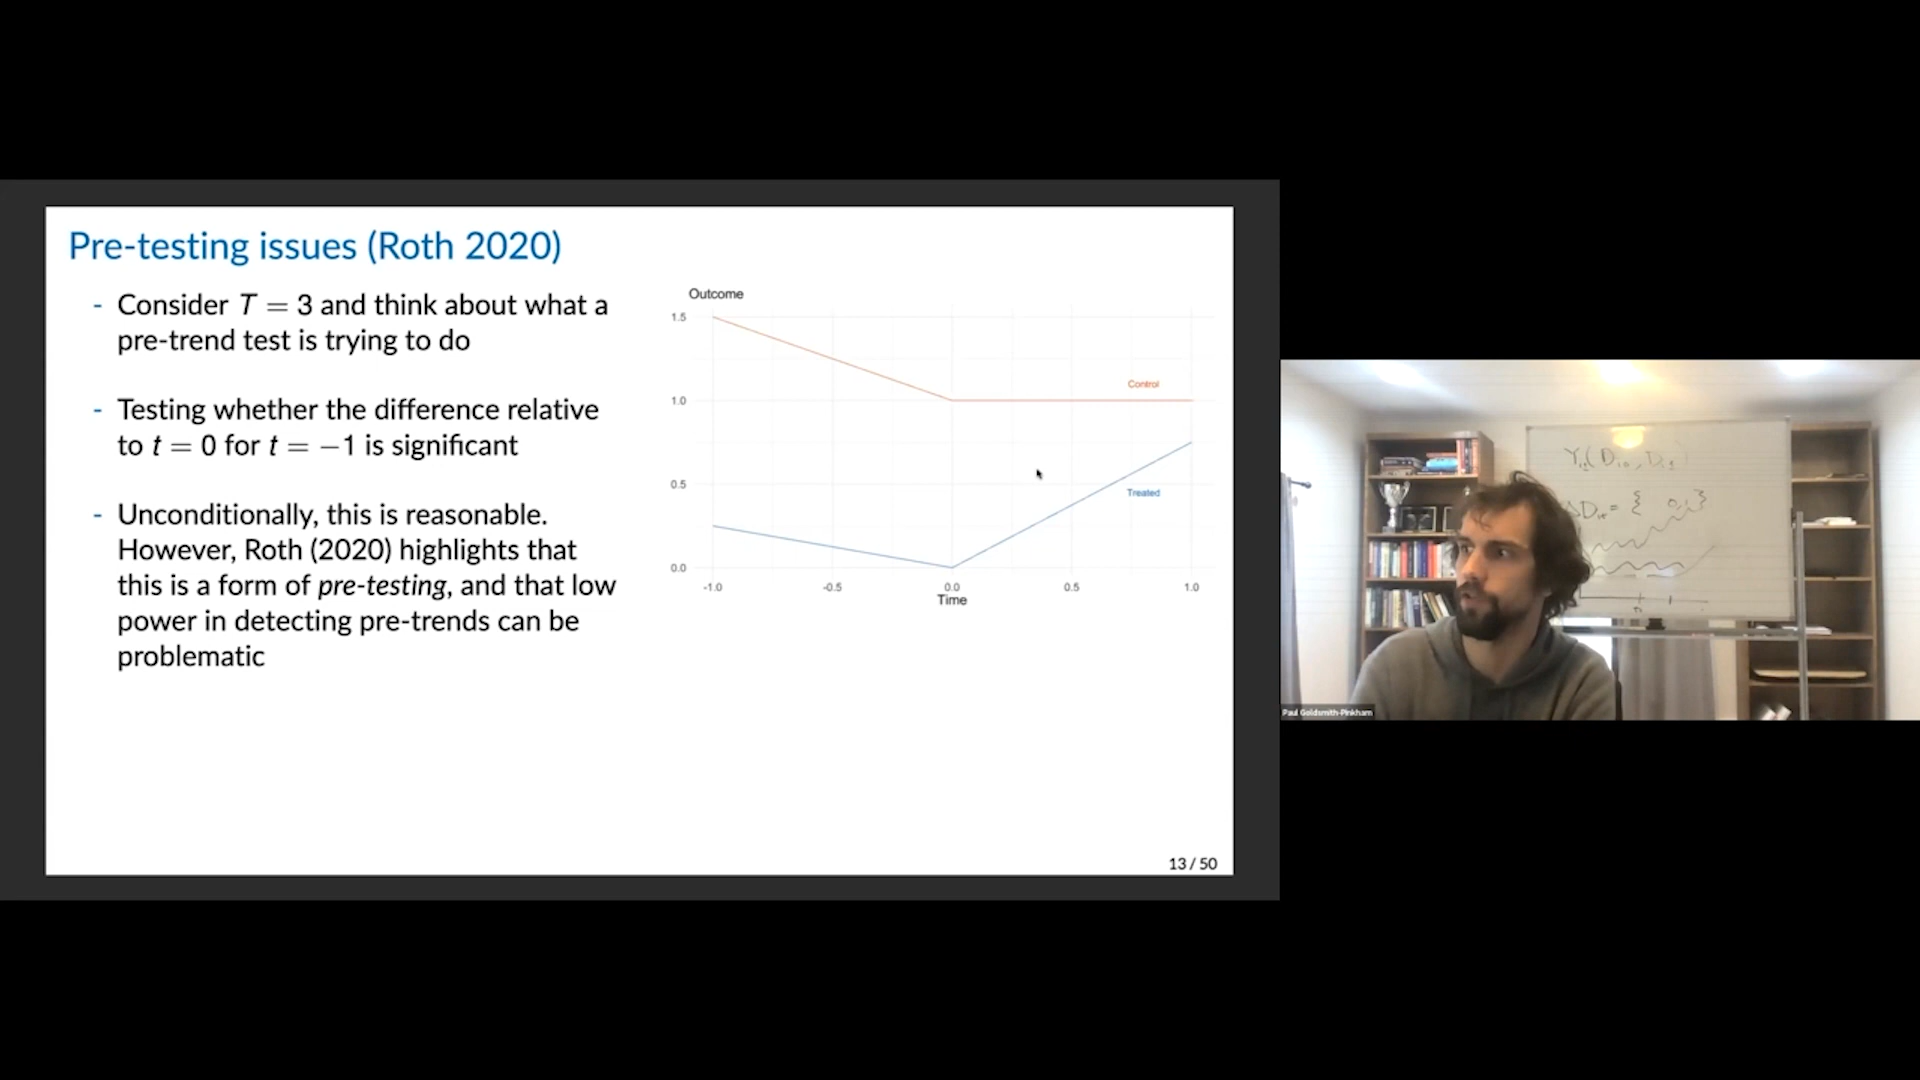 Pre-testing issues (Roth 2020)
- Consider T = 3 and think about what a
pre-trend test is trying to do
- Testing whether the difference relative
to t = 0 for t = −1 is significant
- Unconditionally, this is reasonable.
However, Roth (2020) highlights that
this is a form of pre-testing, and that low
power in detecting pre-trends can be
problematic
Outcome
1.5
1.0
0.5
0.0
Control
Treated
-1.0 -0.5 0.0 0.5 1.0
Time
13 / 50
Paul Goldsmith-Pinkham